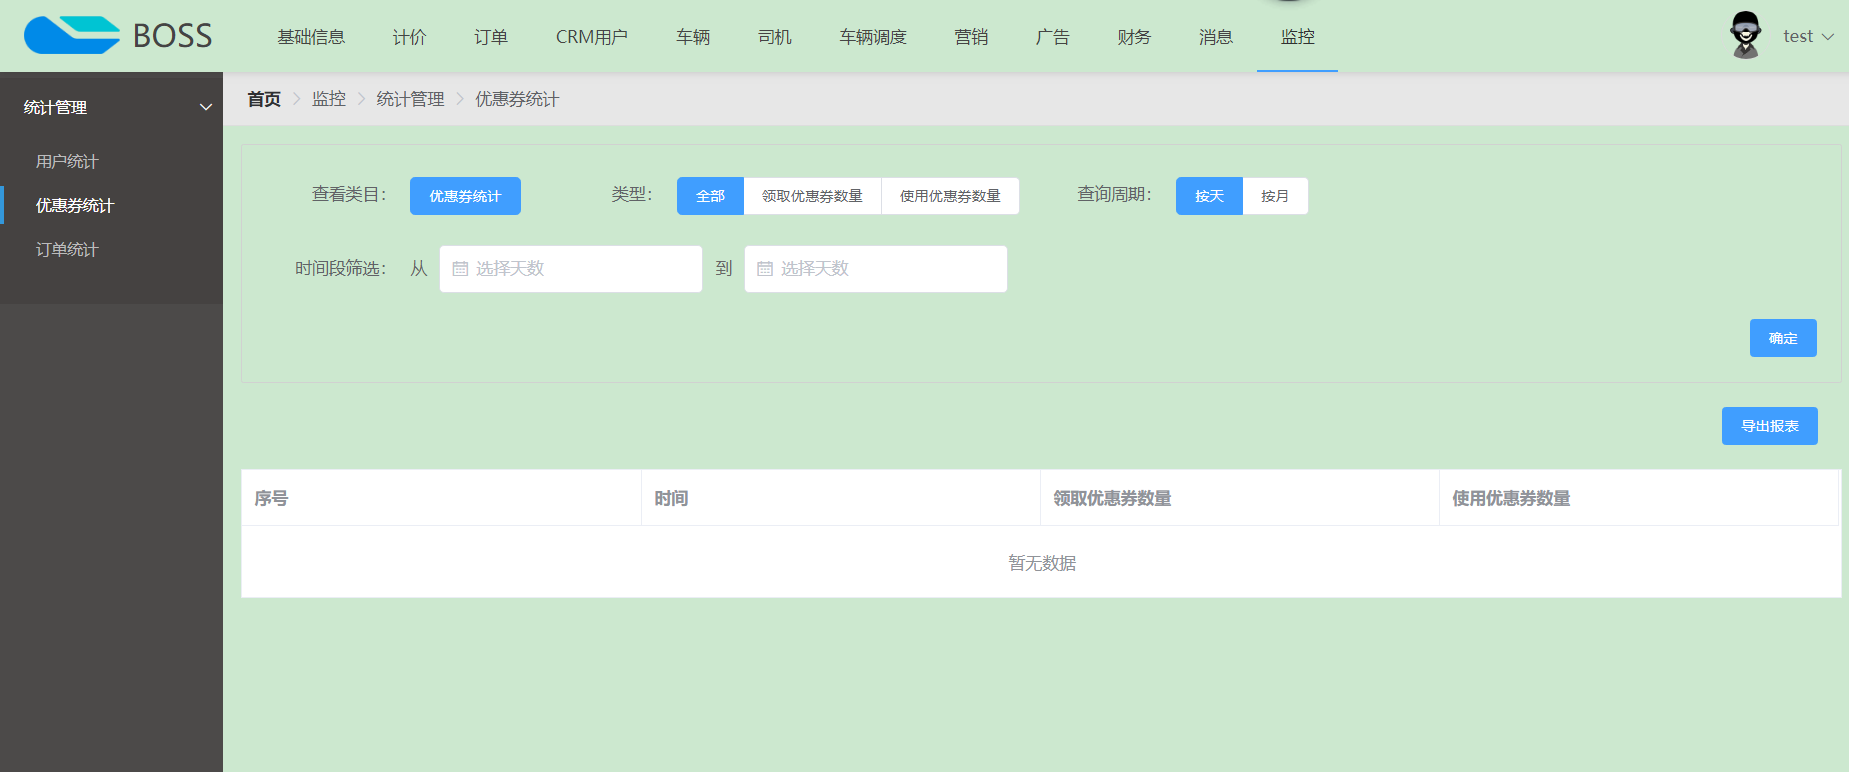 BOSS 基础信息 计价 订单 CRM用户 车辆 司机 车辆调度 营销 广告 财务 消息 监控 test
统计管理
用户统计
优惠券统计
订单统计
首页 监控 统计管理 优惠券统计
查看类目： 优惠券统计 类型： 全部 领取优惠券数量 使用优惠券数量 查询周期： 按天 按月
时间段筛选： 从 选择天数 到 选择天数
确定
导出报表
序号 时间 领取优惠券数量 使用优惠券数量
暂无数据